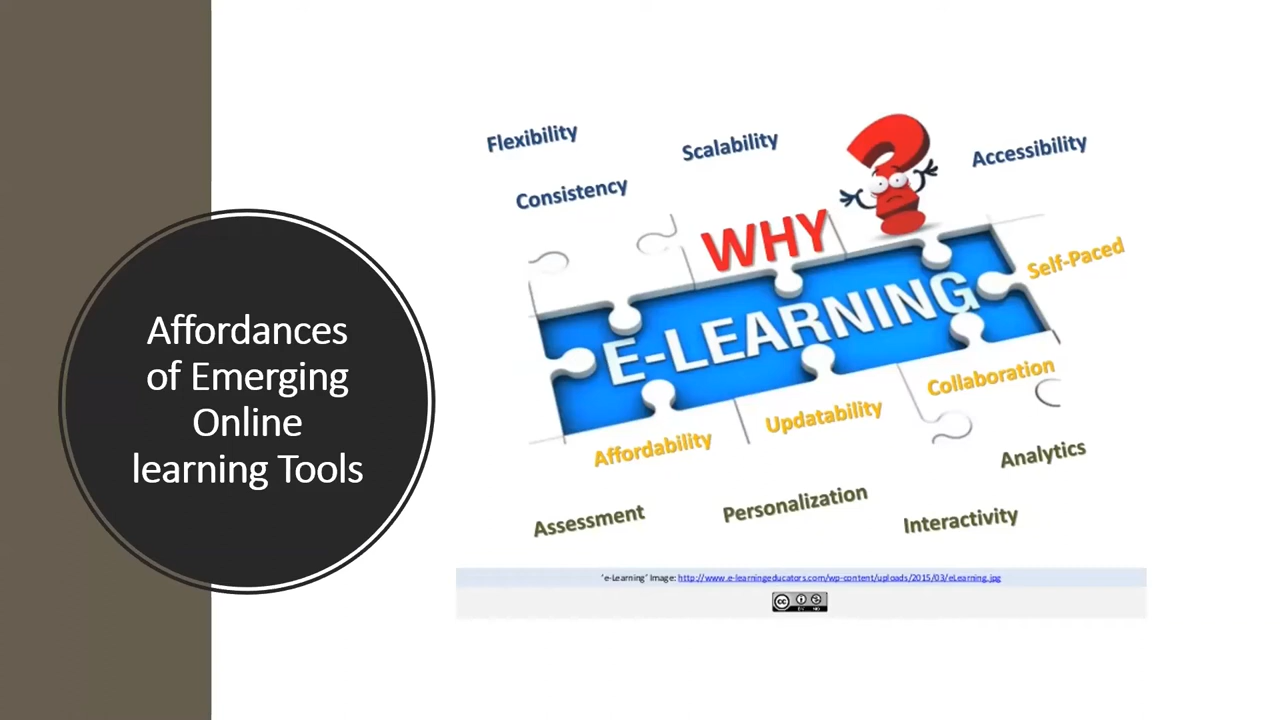 Affordances
of Emerging
Online
learning Tools
Flexibility
Scalability
Accessibility
Consistency
WHY
E-LEARNING
Self-Paced
Collaboration
Updatability
Affordability
Analytics
Personalization
Assessment
Interactivity
'e-Learning' Image: http://www.e-learningeducators.com/wp-content/uploads/2015/03/eLearning.jpg
cc